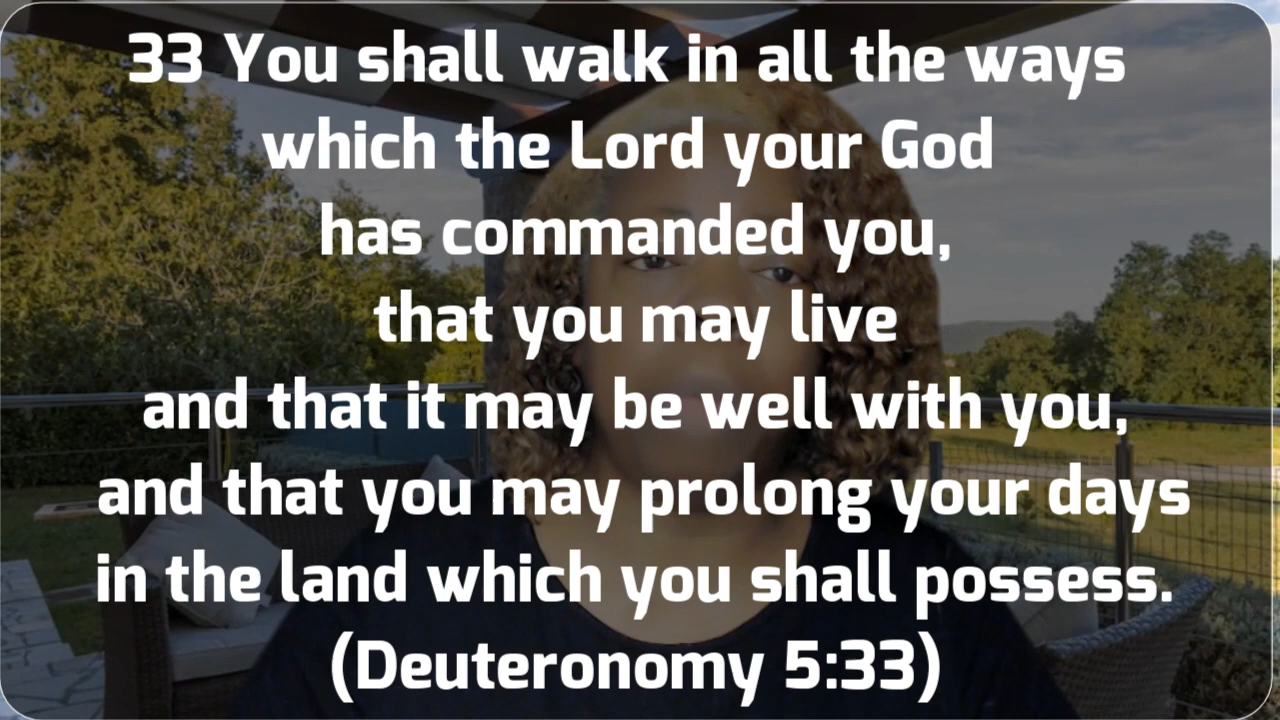 33 You shall walk in all the ways
which the Lord your God
has commanded you,
that you may live
and that it may be well with you,
and that you may prolong your days
in the land which you shall possess.
(Deuteronomy 5:33)